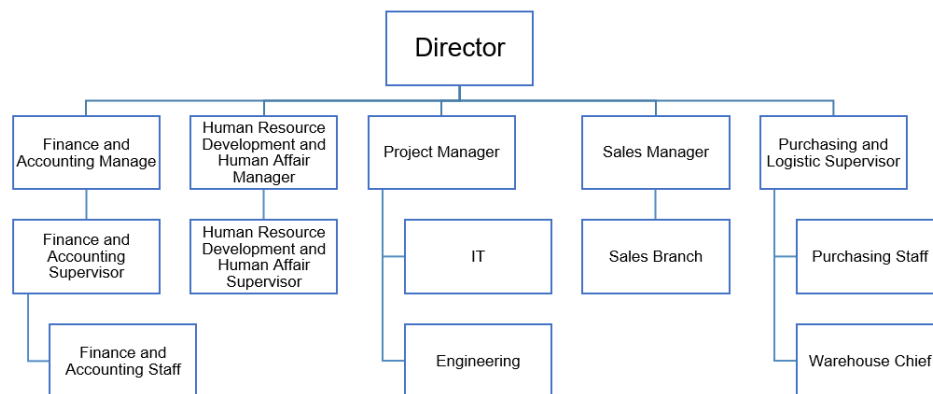 Director
Finance and
Accounting Manage
Human Resource
Development and
Human Affair
Manager
Project Manager
Sales Manager
Purchasing and
Logistic Supervisor
Finance and
Accounting
Supervisor
Human Resource
Development and
Human Affair
Supervisor
IT
Sales Branch
Purchasing Staff
Finance and
Accounting Staff
Engineering
Warehouse Chief